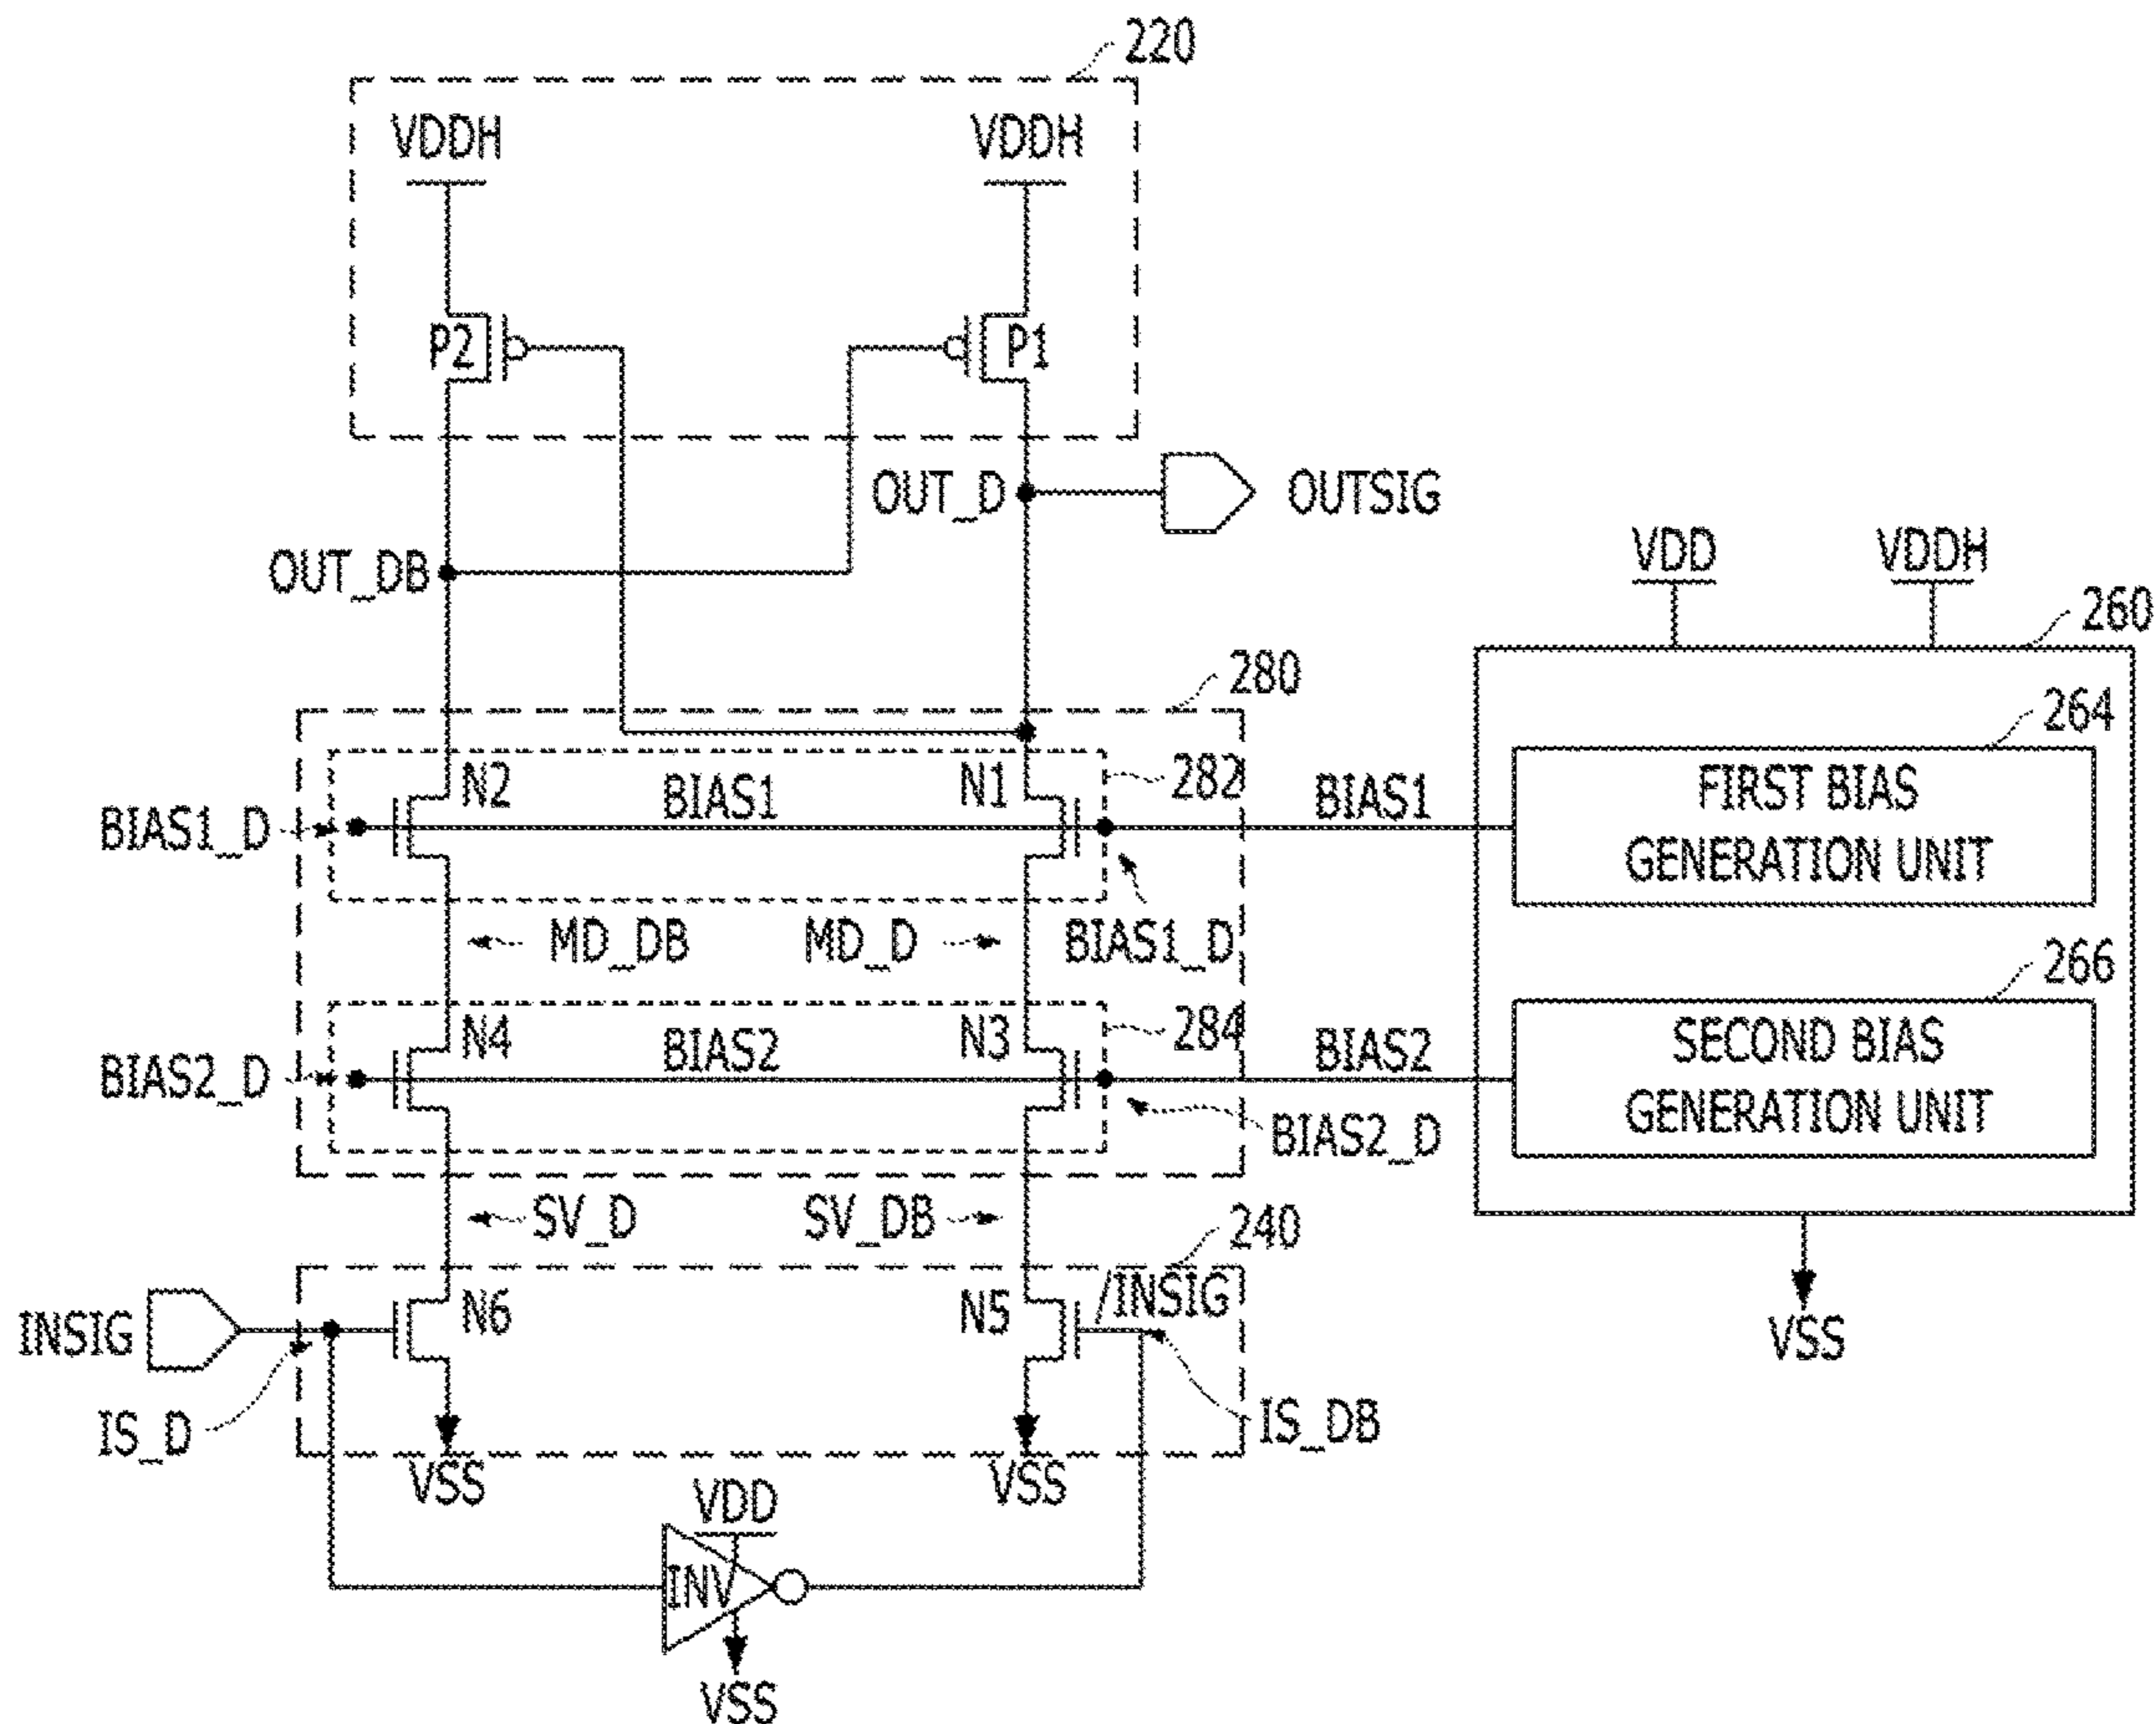 220
VDDH
VDDH
P2
P1
OUT_D
OUTSIG
OUT_DB
VDD
VDDH
260
280
264
N2
BIAS1
N1
282
BIAS1
FIRST BIAS
GENERATION UNIT
BIAS1_D
MD_DB
MD_D
BIAS1_D
266
N4
BIAS2
N3
284
BIAS2
SECOND BIAS
GENERATION UNIT
BIAS2_D
BIAS2_D
SV_D
SV_DB
240
INSIG
N6
N5
/INSIG
VSS
IS_D
IS_DB
VSS
VSS
VDD
INV
VSS